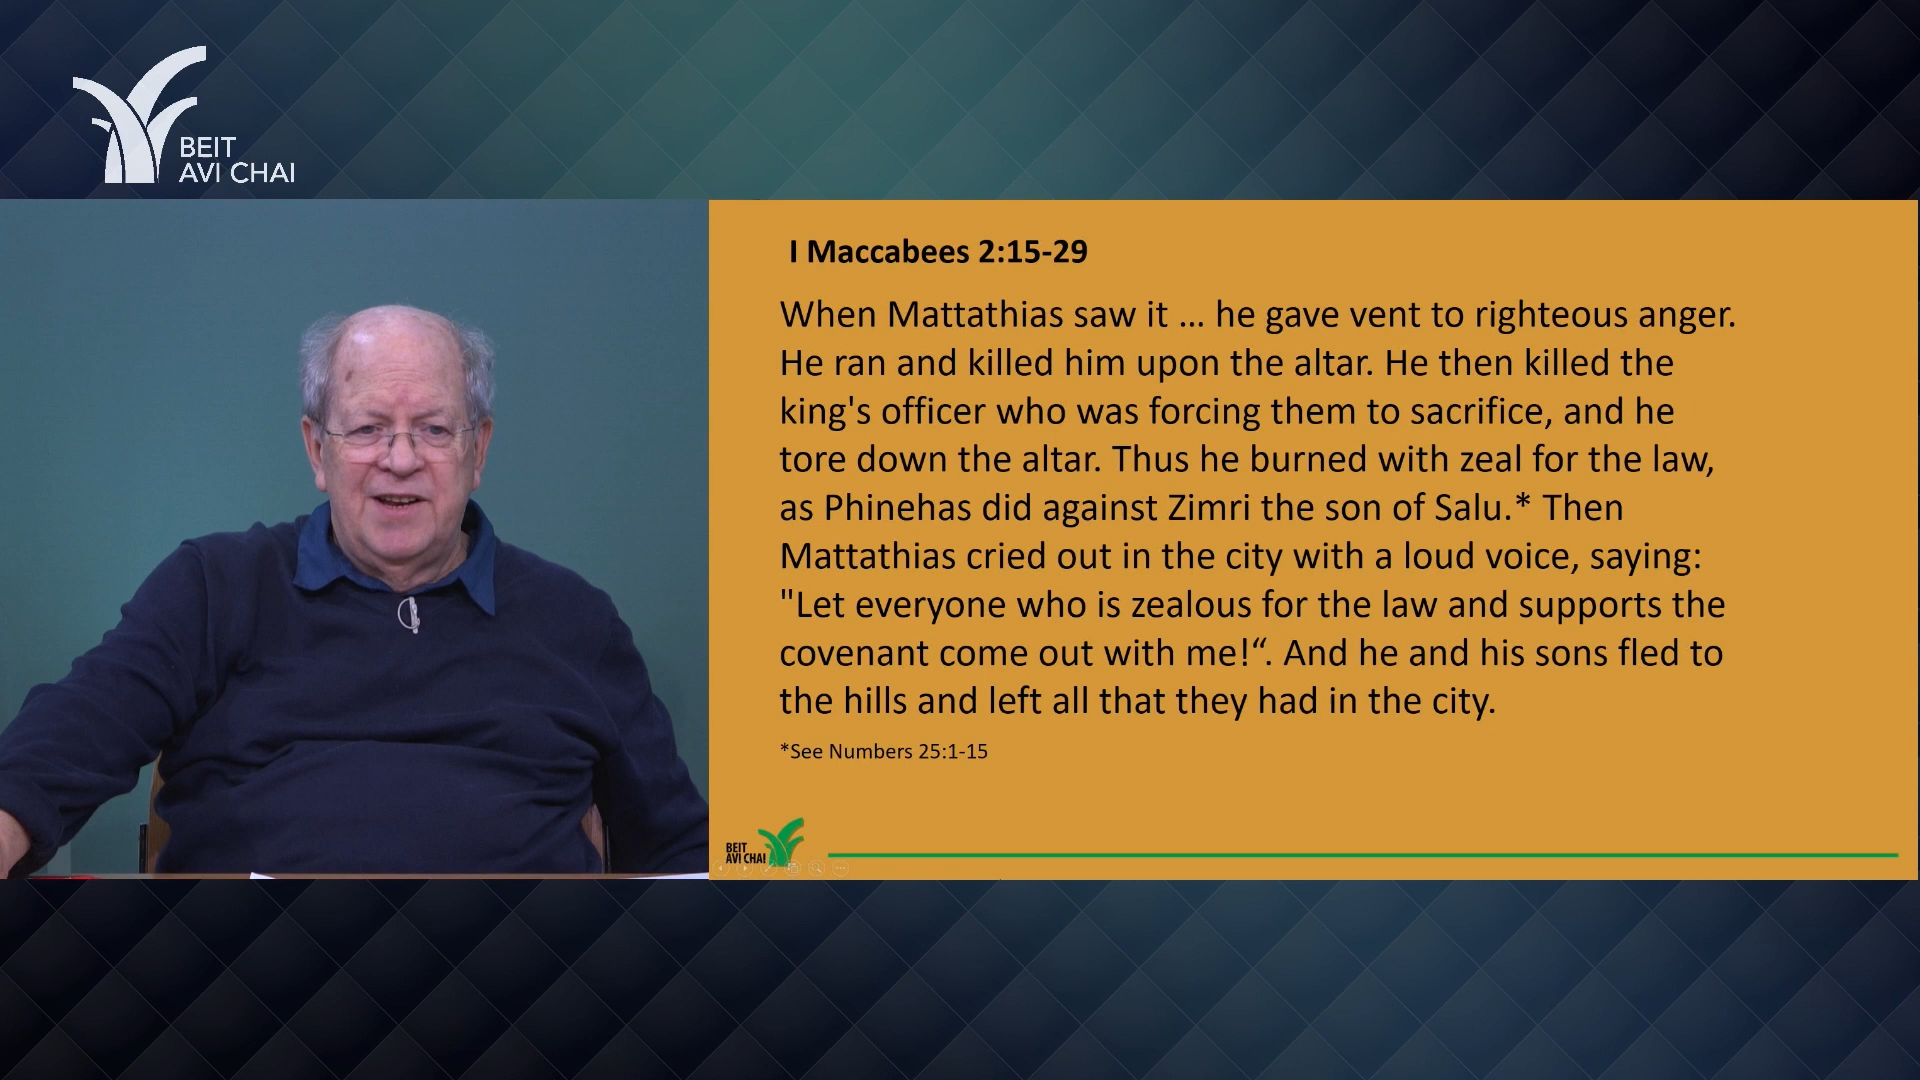 BEIT
AVI CHAI
I Maccabees 2:15-29
When Mattathias saw it ... he gave vent to righteous anger.
He ran and killed him upon the altar. He then killed the
king's officer who was forcing them to sacrifice, and he
tore down the altar. Thus he burned with zeal for the law,
as Phinehas did against Zimri the son of Salu.* Then
Mattathias cried out in the city with a loud voice, saying:
"Let everyone who is zealous for the law and supports the
covenant come out with me!“. And he and his sons fled to
the hills and left all that they had in the city.
*See Numbers 25:1-15
BEIT
AVI CHAI